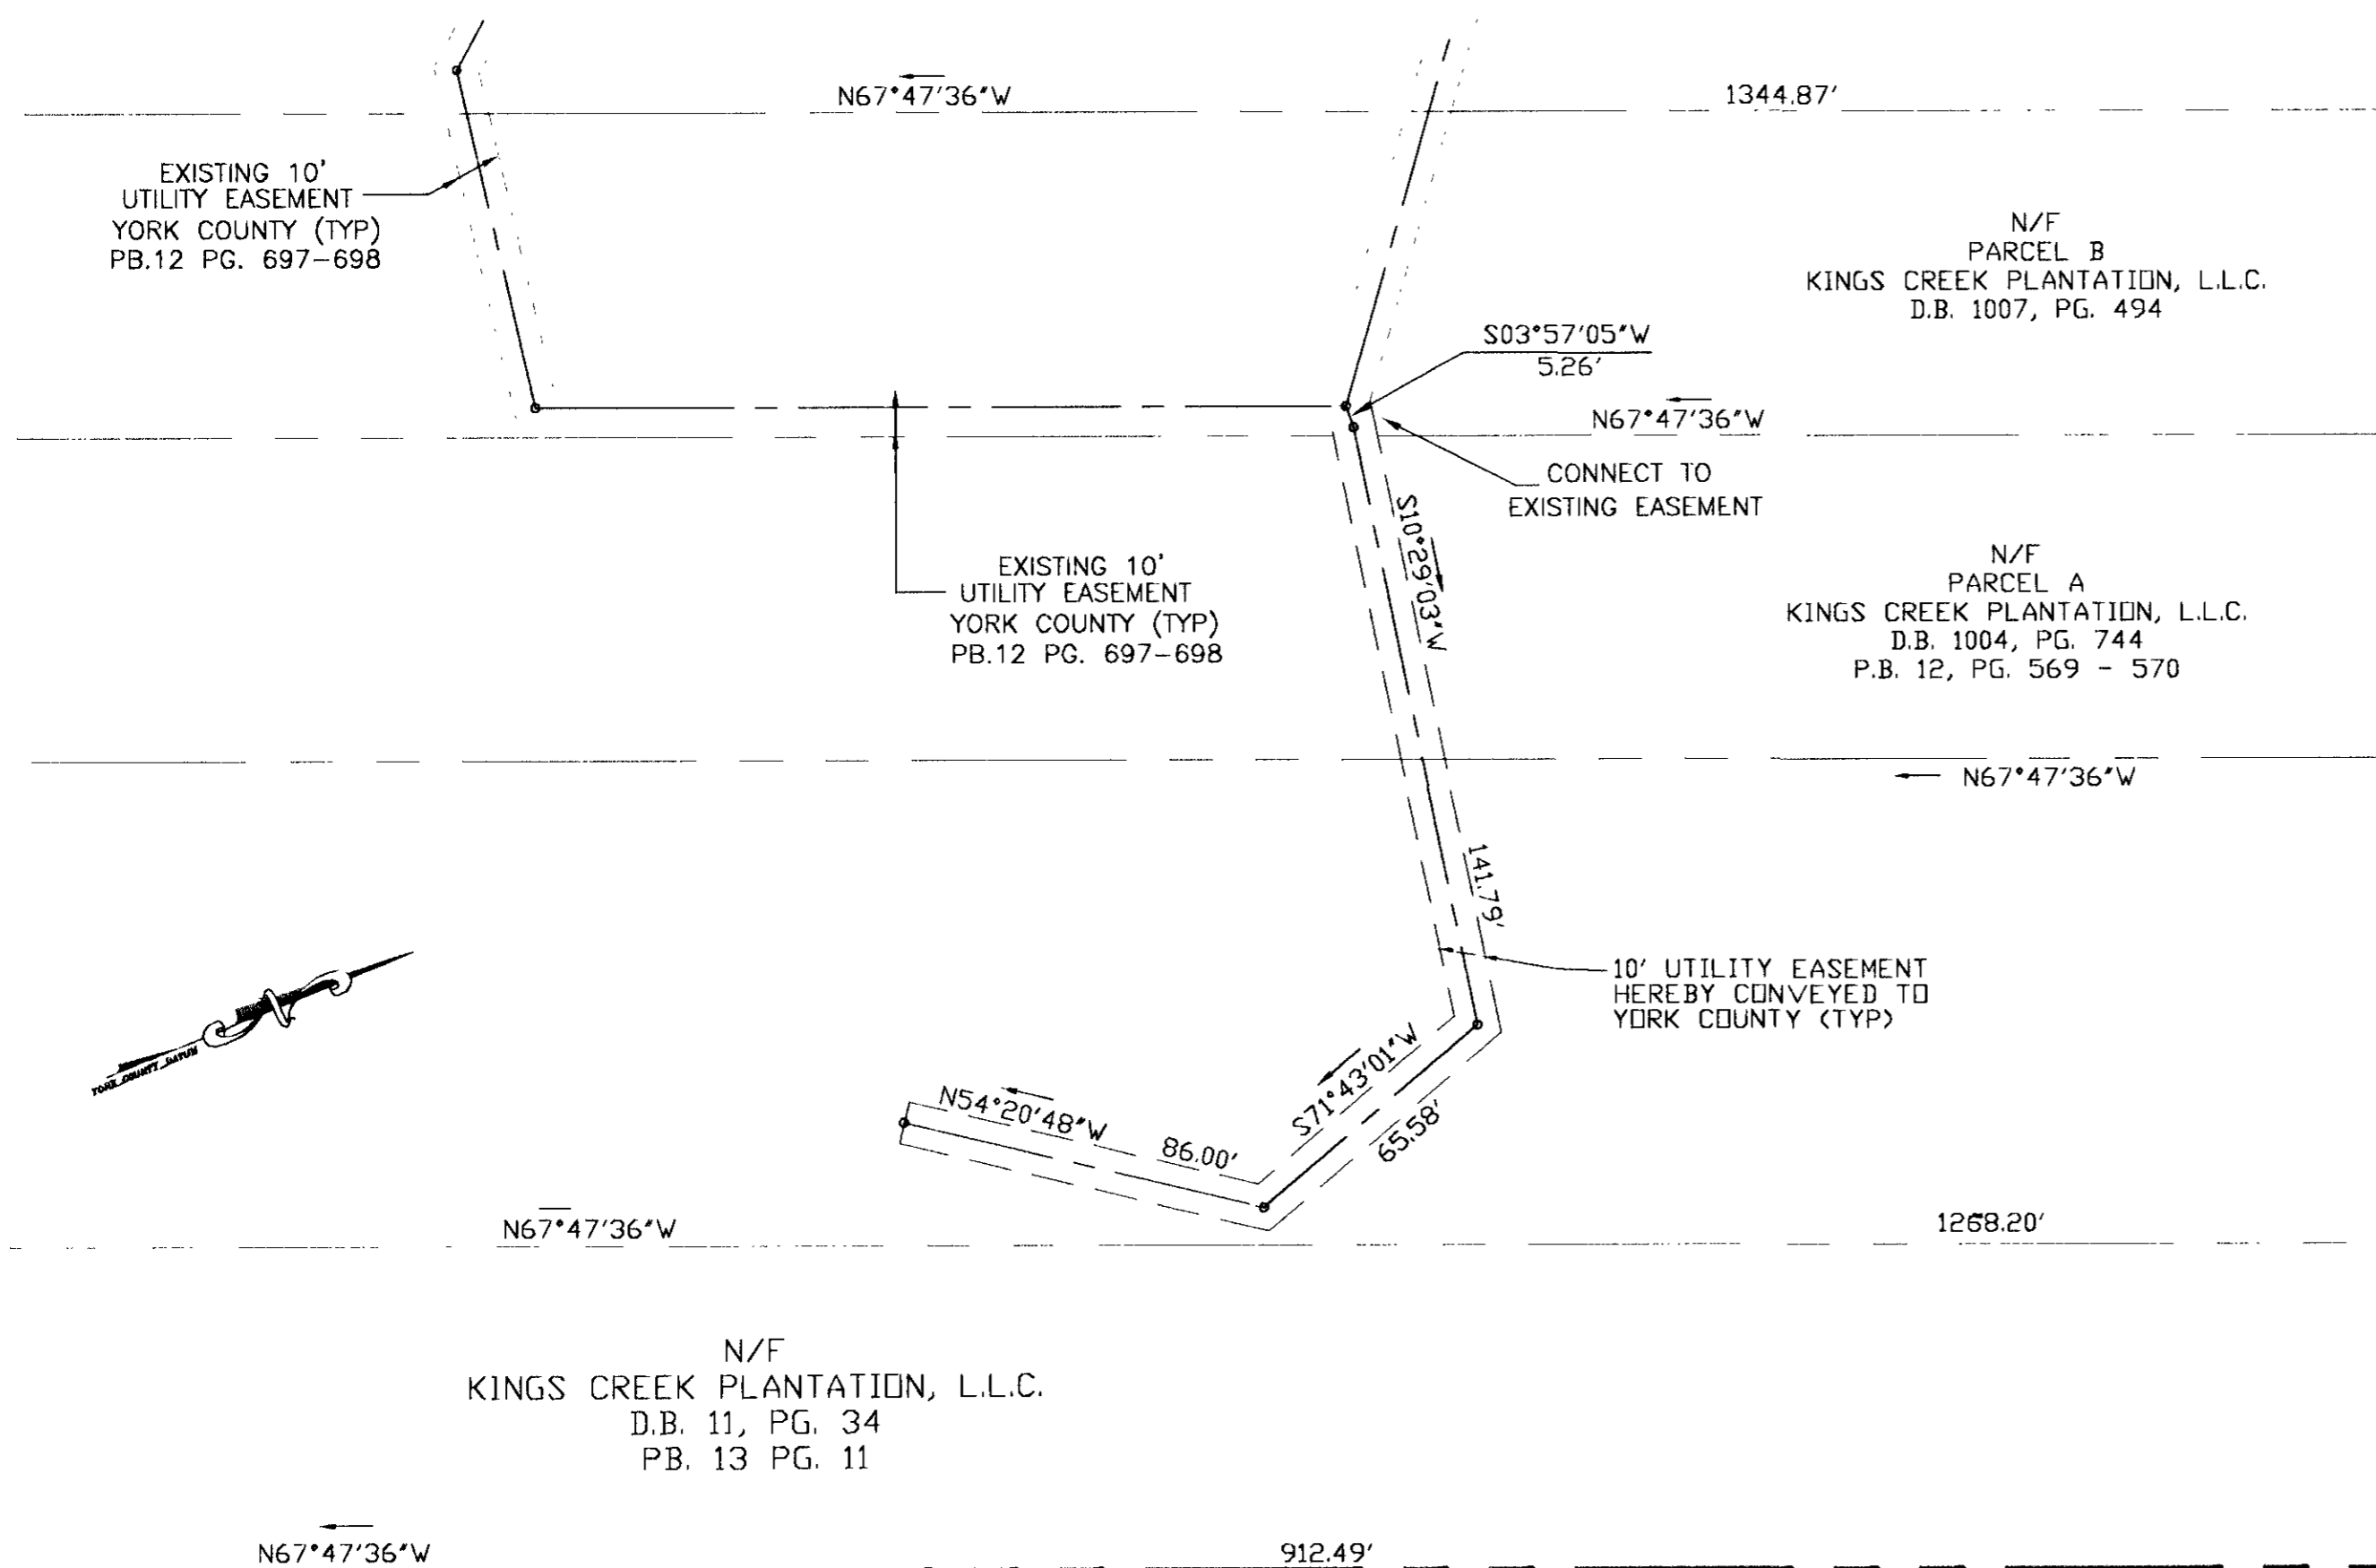 N67°47'36"W
1344.87'
EXISTING 10'
UTILITY EASEMENT
YORK COUNTY (TYP)
PB.12 PG. 697-698
N/F
PARCEL B
KINGS CREEK PLANTATION, L.L.C.
D.B. 1007, PG. 494
S03°57'05"W
5.26'
N67°47'36"W
CONNECT TO
EXISTING EASEMENT
S10°29'03"W
EXISTING 10'
UTILITY EASEMENT
YORK COUNTY (TYP)
PB.12 PG. 697-698
N/F
PARCEL A
KINGS CREEK PLANTATION, L.L.C.
D.B. 1004, PG. 744
P.B. 12, PG. 569 - 570
N67°47'36"W
141.79'
10' UTILITY EASEMENT
HEREBY CONVEYED TO
YORK COUNTY (TYP)
YORK COUNTY DATUM
S71°43'01"W
65.58'
N54°20'48"W
86.00'
N67°47'36"W
1268.20'
N/F
KINGS CREEK PLANTATION, L.L.C.
D.B. 11, PG. 34
PB. 13 PG. 11
N67°47'36"W
912.49'